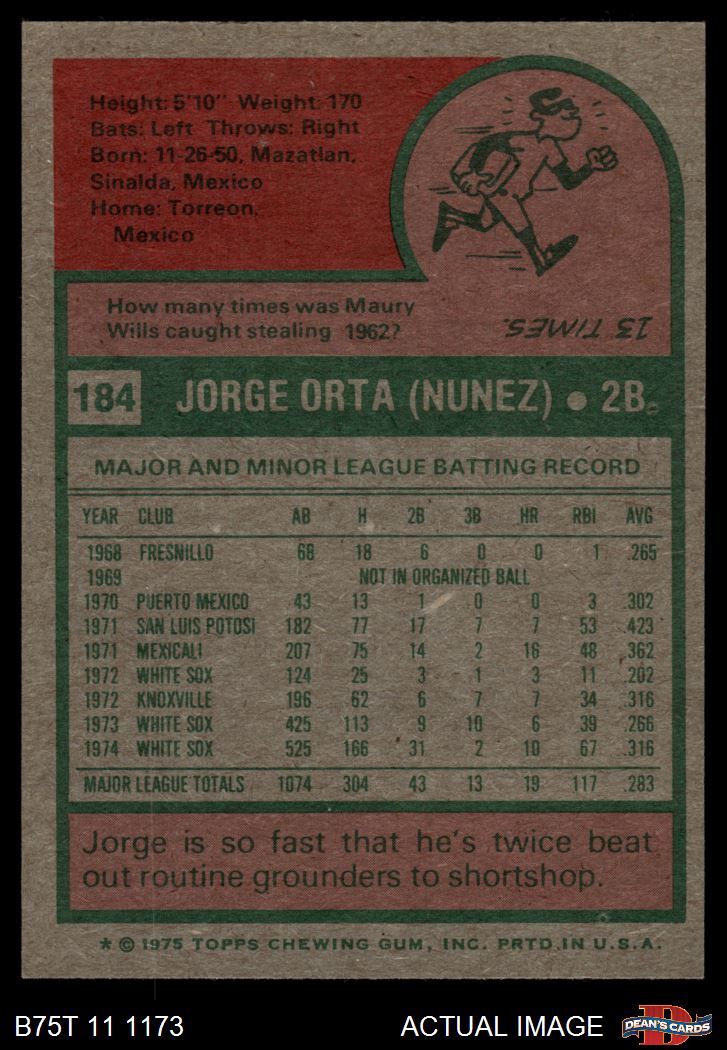 Height: 5'10" Weight: 170
Bats: Left Throws: Right
Born: 11-26-50, Mazatlan,
Sinalda, Mexico
Home: Torreon,
Mexico
How many times was Maury
Wills caught stealing 1962?
13 TIMES.
184 JORGE ORTA (NUNEZ) • 2B.
MAJOR AND MINOR LEAGUE BATTING RECORD
YEAR CLUB AB H 2B 3B HR RBI AVG
1968 FRESNILLO 68 18 6 0 0 1 .265
1969 NOT IN ORGANIZED BALL
1970 PUERTO MEXICO 43 13 1 0 0 3 .302
1971 SAN LUIS POTOSI 182 77 17 7 7 53 .423
1971 MEXICALI 207 75 14 2 16 48 .362
1972 WHITE SOX 124 25 3 1 3 11 .202
1972 KNOXVILLE 196 62 6 7 7 34 .316
1973 WHITE SOX 425 113 9 10 6 39 .266
1974 WHITE SOX 525 166 31 2 10 67 .316
MAJOR LEAGUE TOTALS 1074 304 43 13 19 117 .283
Jorge is so fast that he's twice beat
out routine grounders to shortshop.
* © 1975 TOPPS CHEWING GUM, INC. PRTD. IN U.S.A.
B75T 11 1173 ACTUAL IMAGE D DEAN'S CARDS